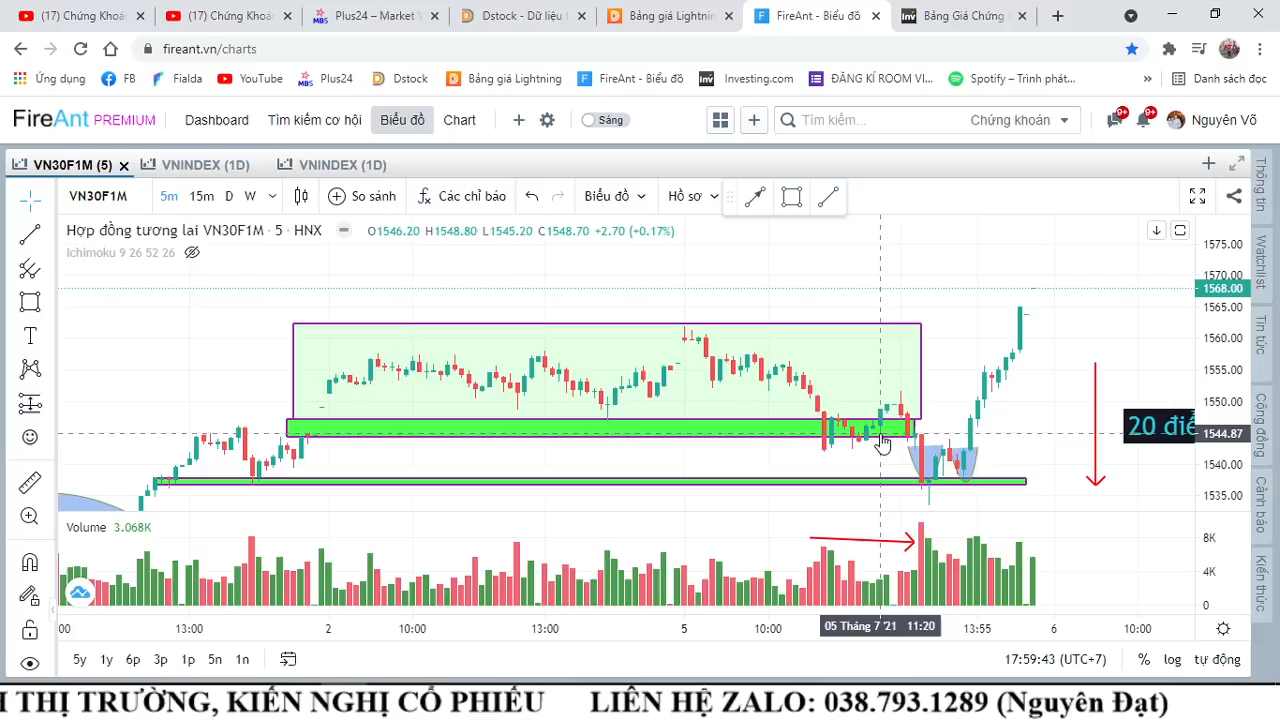 (17) Chứng Khoá
(17) Chứng Khoá
MBS
Plus24 – Market
Dstock - Dữ liệu
Bảng giá Lightnin
FireAnt - Biểu đồ
Inv
Bảng Giá Chứng
fireant.vn/charts
Ứng dụng
FB
Fialda
YouTube
MBS
Plus24
Dstock
Bảng giá Lightning
FireAnt - Biểu đồ
inv
Investing.com
ĐĂNG KÍ ROOM VI...
Spotify – Trình phát...
»
Danh sách đọc
FireAnt PREMIUM
Dashboard
Tìm kiếm cơ hội
Biểu đồ
Chart
Sáng
Tìm kiếm...
Chứng khoán
9+
9+
Nguyên Võ
VN30F1M (5)
VNINDEX (1D)
VNINDEX (1D)
VN30F1M
5m
15m
D
W
So sánh
Các chỉ báo
Biểu đồ
Hồ sơ
Hợp đồng tương lai VN30F1M · 5 · HNX
O1546.20 H1548.80 L1545.20 C1548.70 +2.70 (+0.17%)
Ichimoku 9 26 52 26
1575.00
1570.00
1568.00
1565.00
1560.00
1555.00
1550.00
1544.87
1540.00
1535.00
20 điể
Volume 3.068K
8K
4K
0
:00
13:00
2
10:00
13:00
5
10:00
05 Tháng 7 '21 11:20
13:55
6
10:00
5y
1y
6p
3p
1p
5n
1n
17:59:43 (UTC+7)
%
log
tự động
Thông tin
Watchlist
Tin tức
Cộng đồng
Cảnh báo
Kiến thức
THỊ TRƯỜNG, KIẾN NGHỊ CỔ PHIẾU LIÊN HỆ ZALO: 038.793.1289 (Nguyên Đạt)